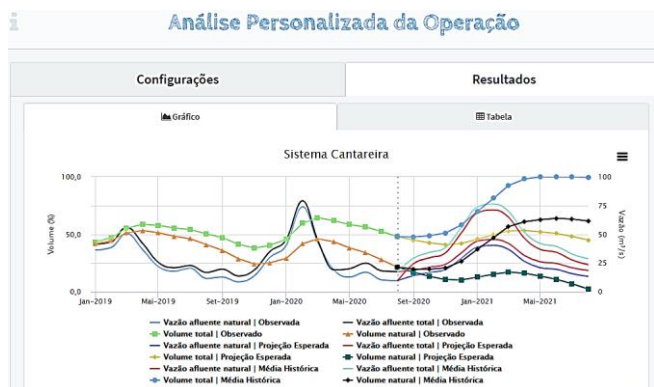 Análise Personalizada da Operação
Configurações Resultados
Gráfico Tabela
Sistema Cantareira
100,0 100
75
50,0 50
25
0,0 0
Volume (%)
Vazão (m³/s)
Jan-2019 Mai-2019 Set-2019 Jan-2020 Mai-2020 Set-2020 Jan-2021 Mai-2021
Vazão afluente natural | Observada Vazão afluente total | Observada
Volume total | Observado Volume natural | Observado
Vazão afluente natural | Projeção Esperada Vazão afluente total | Projeção Esperada
Volume total | Projeção Esperada Volume natural | Projeção Esperada
Vazão afluente natural | Média Histórica Vazão afluente total | Média Histórica
Volume total | Média Histórica Volume natural | Média Histórica